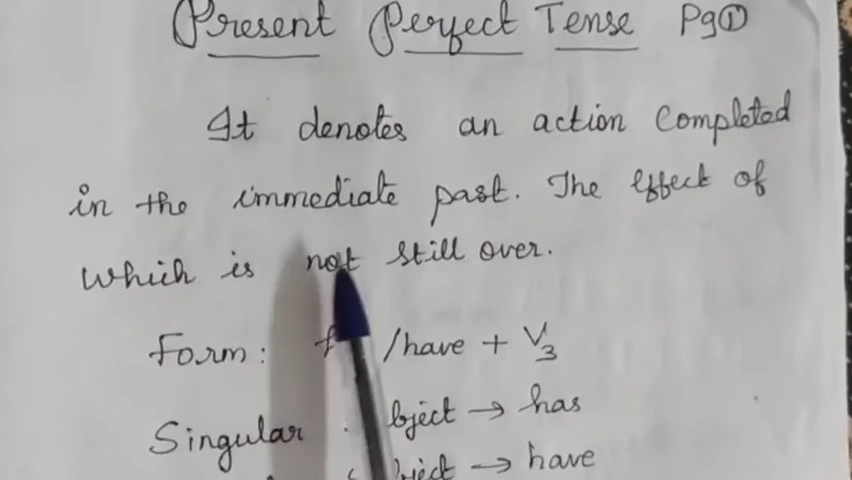 Present Perfect Tense Pg①
It denotes an action Completed
in the immediate past. The effect of
which is not still over.
Form: /have + V3
Singular bject → has
bject → have